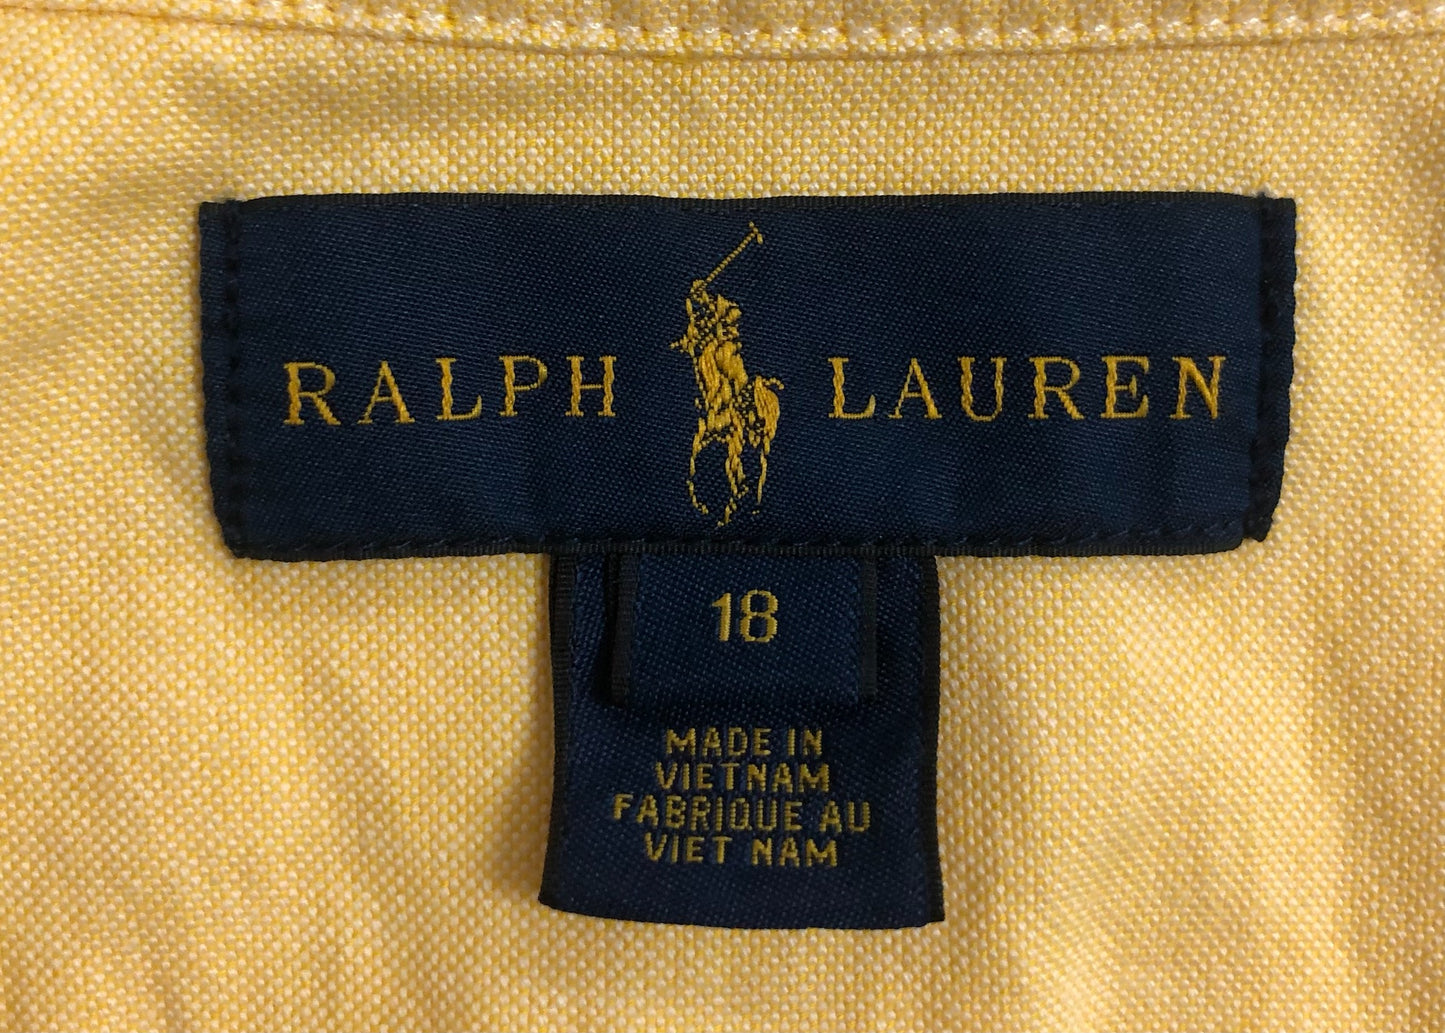 RALPH LAUREN
18
MADE IN
VIETNAM
FABRIQUE AU
VIET NAM